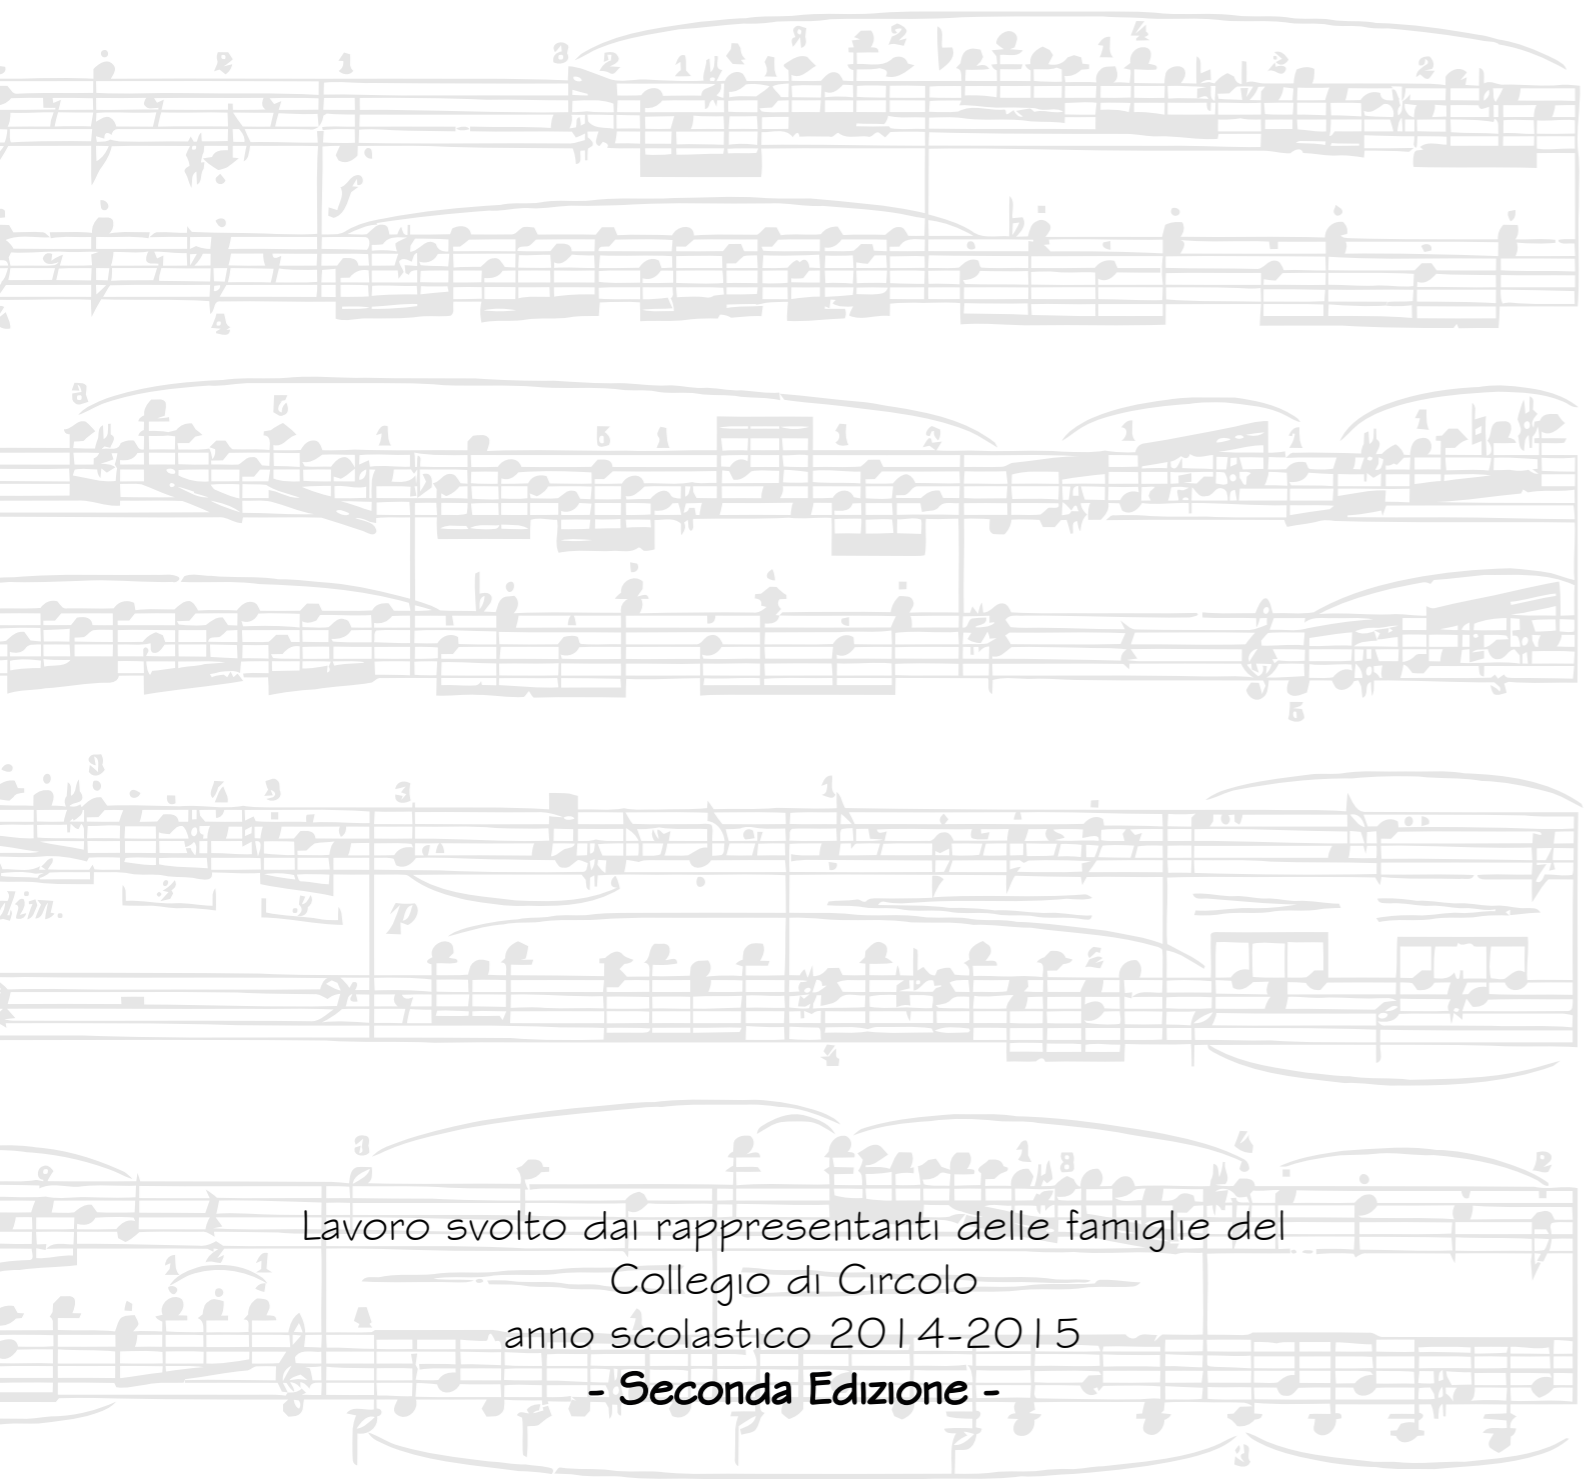 Lavoro svolto dai rappresentanti delle famiglie del
Collegio di Circolo
anno scolastico 2014-2015
- Seconda Edizione -